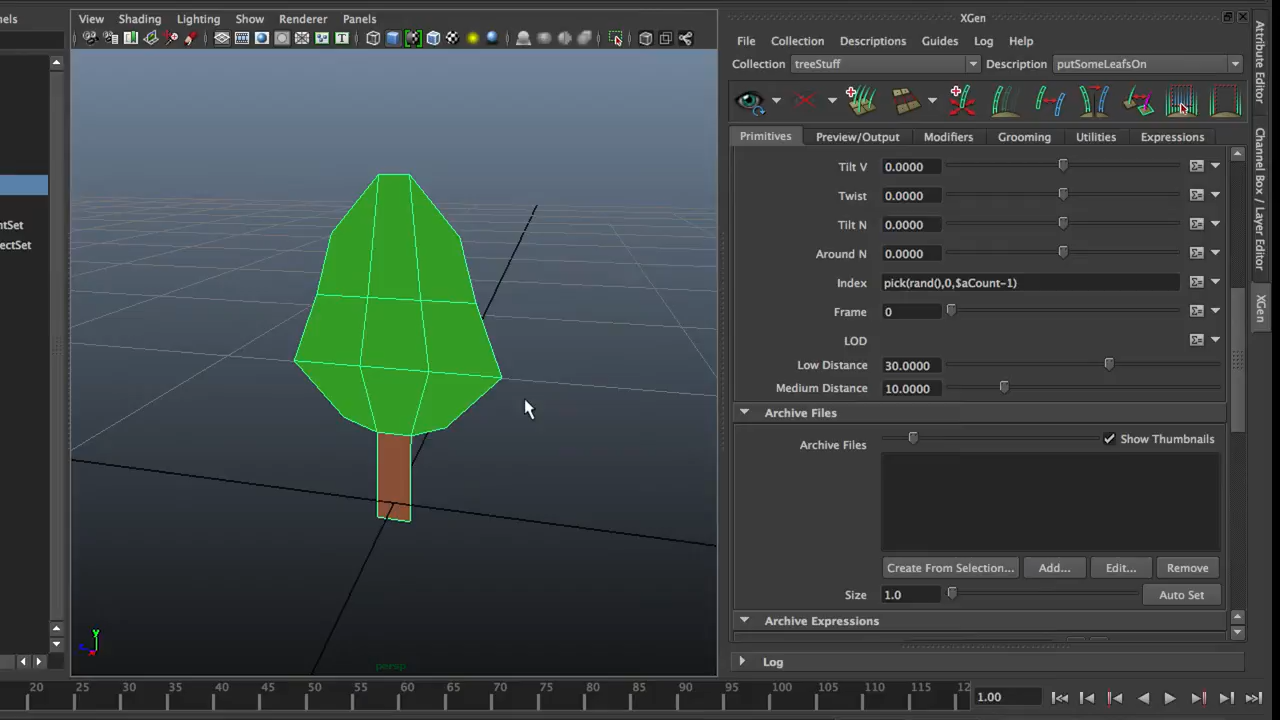 nels
View Shading Lighting Show Renderer Panels
ntSet
ectSet
persp
y
XGen
File Collection Descriptions Guides Log Help
Collection treeStuff Description putSomeLeafsOn
Primitives Preview/Output Modifiers Grooming Utilities Expressions
Tilt V 0.0000
Twist 0.0000
Tilt N 0.0000
Around N 0.0000
Index pick(rand(),0,$aCount-1)
Frame 0
LOD
Low Distance 30.0000
Medium Distance 10.0000
Archive Files
Archive Files Show Thumbnails
Create From Selection... Add... Edit... Remove
Size 1.0 Auto Set
Archive Expressions
Log
Attribute Editor
Channel Box / Layer Editor
XGen
20 25 30 35 40 45 50 55 60 65 70 75 80 85 90 95 100 105 110 115 12 1.00